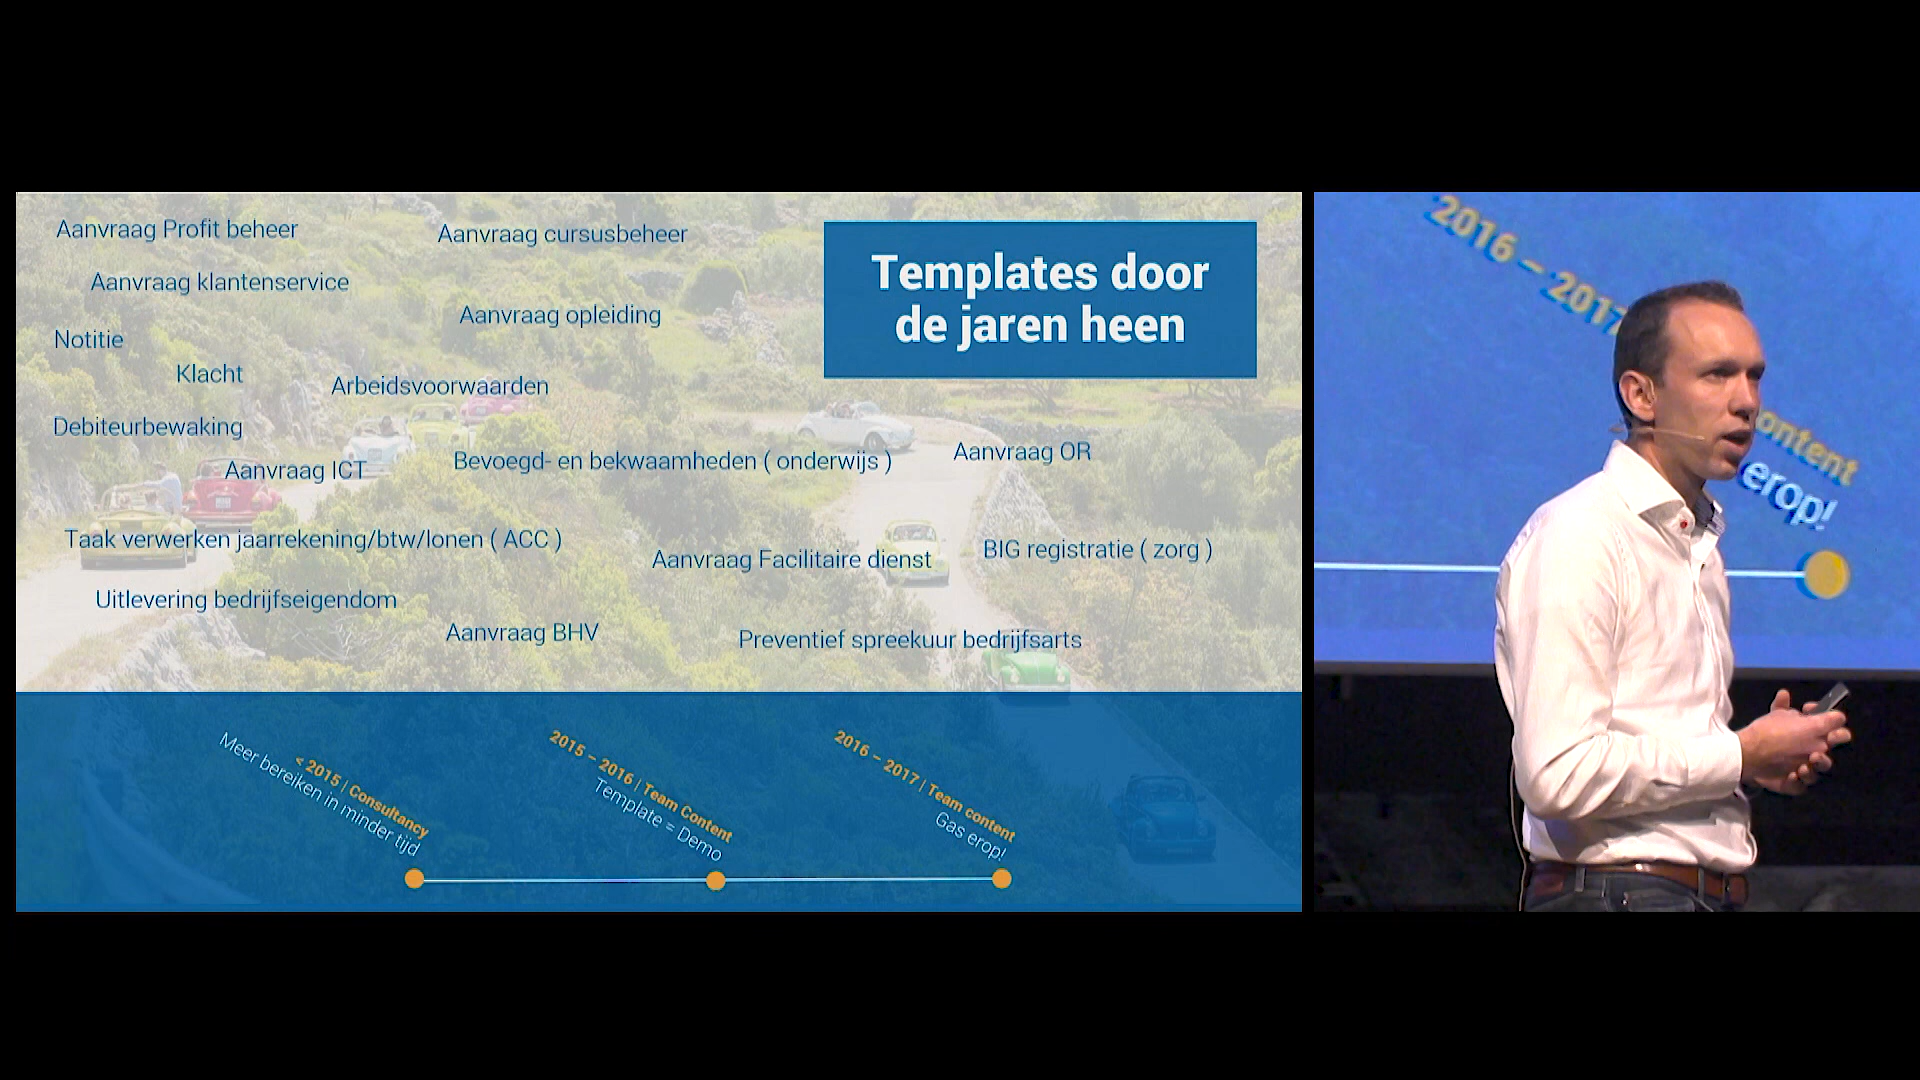 Aanvraag Profit beheer
Aanvraag cursusbeheer
Templates door
de jaren heen
Aanvraag klantenservice
Aanvraag opleiding
Notitie
Klacht
Arbeidsvoorwaarden
Debiteurbewaking
Aanvraag ICT
Bevoegd- en bekwaamheden ( onderwijs )
Aanvraag OR
Taak verwerken jaarrekening/btw/lonen ( ACC )
Aanvraag Facilitaire dienst
BIG registratie ( zorg )
Uitlevering bedrijfseigendom
Aanvraag BHV
Preventief spreekuur bedrijfsarts
< 2015 | Consultancy
Meer bereiken in minder tijd
2015 – 2016 | Team Content
Template = Demo
2016 – 2017 | Team content
Gas erop!
2016 – 2017 ontent
erop!